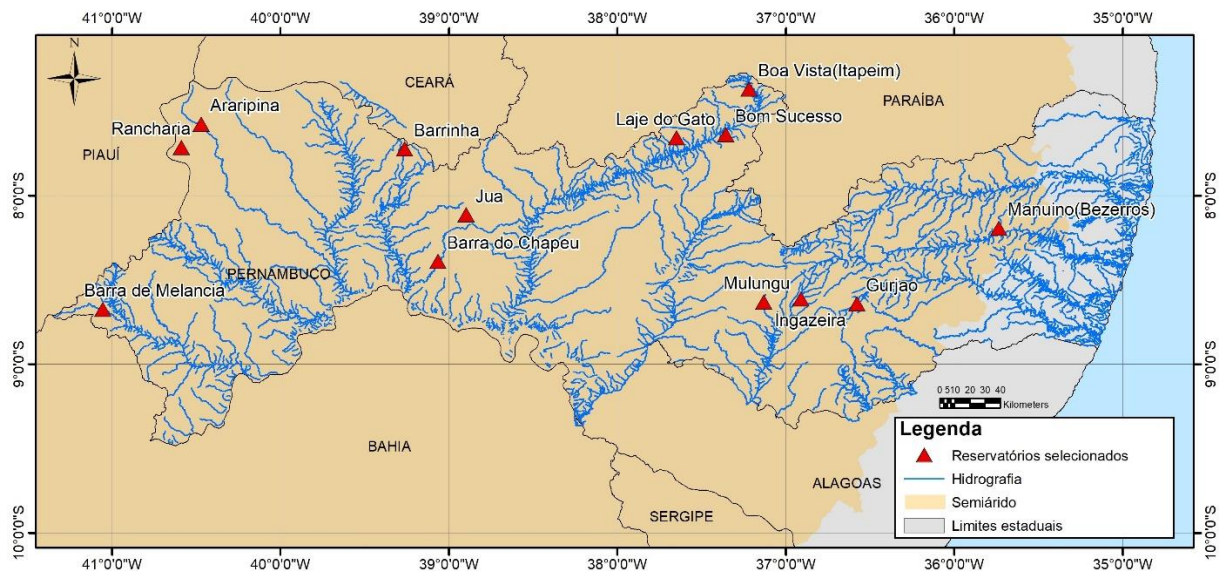 41°0'0"W 40°0'0"W 39°0'0"W 38°0'0"W 37°0'0"W 36°0'0"W 35°0'0"W
N
CEARÁ
Boa Vista(Itapeim)
PARAÍBA
Araripina
Rancharia
Barrinha
Laje do Gato
Bom Sucesso
PIAUÍ
8°0'0"S
8°0'0"S
Jua
Manuino(Bezerros)
Barra do Chapeu
PERNAMBUCO
Barra de Melancia
Mulungu
Gurjao
Ingazeira
9°0'0"S
9°0'0"S
0 5 10 20 30 40
Kilometers
BAHIA
ALAGOAS
SERGIPE
Legenda
Reservatórios selecionados
Hidrografia
Semiárido
Limites estaduais
10°0'0"S
10°0'0"S
41°0'0"W 40°0'0"W 39°0'0"W 38°0'0"W 37°0'0"W 36°0'0"W 35°0'0"W